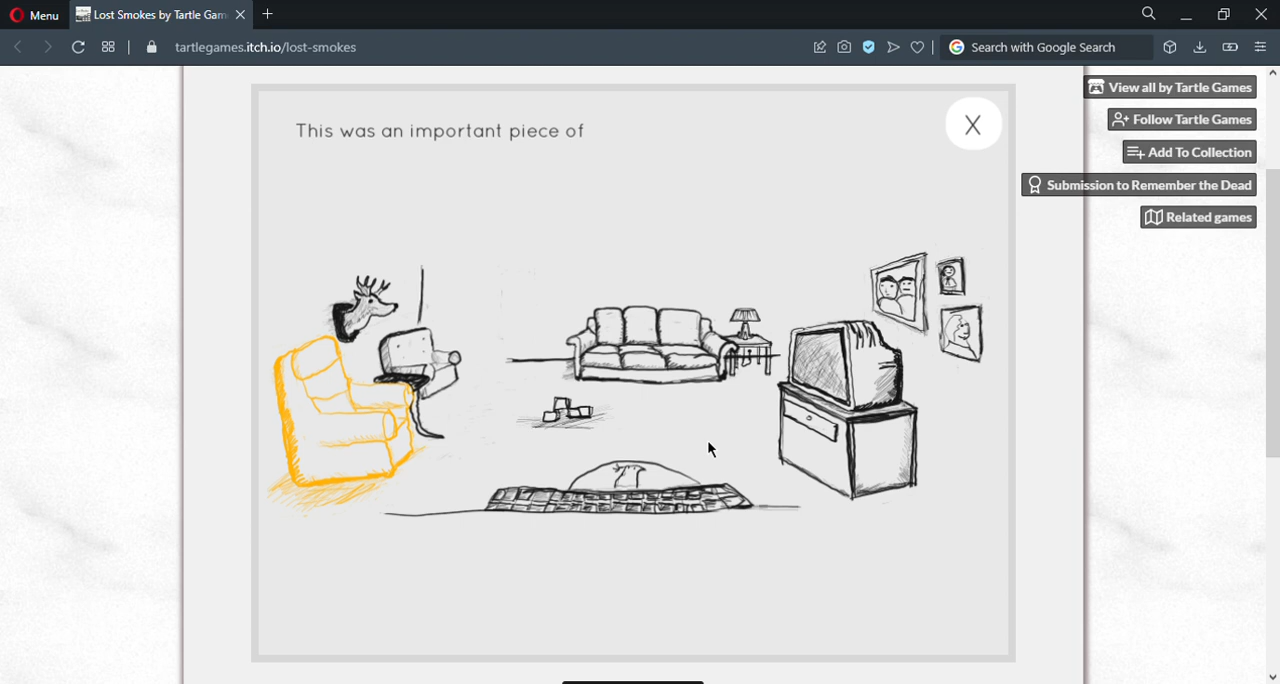 Menu
Lost Smokes by Tartle Gam
tartlegames.itch.io/lost-smokes
Search with Google Search
This was an important piece of
X
View all by Tartle Games
Follow Tartle Games
Add To Collection
Submission to Remember the Dead
Related games